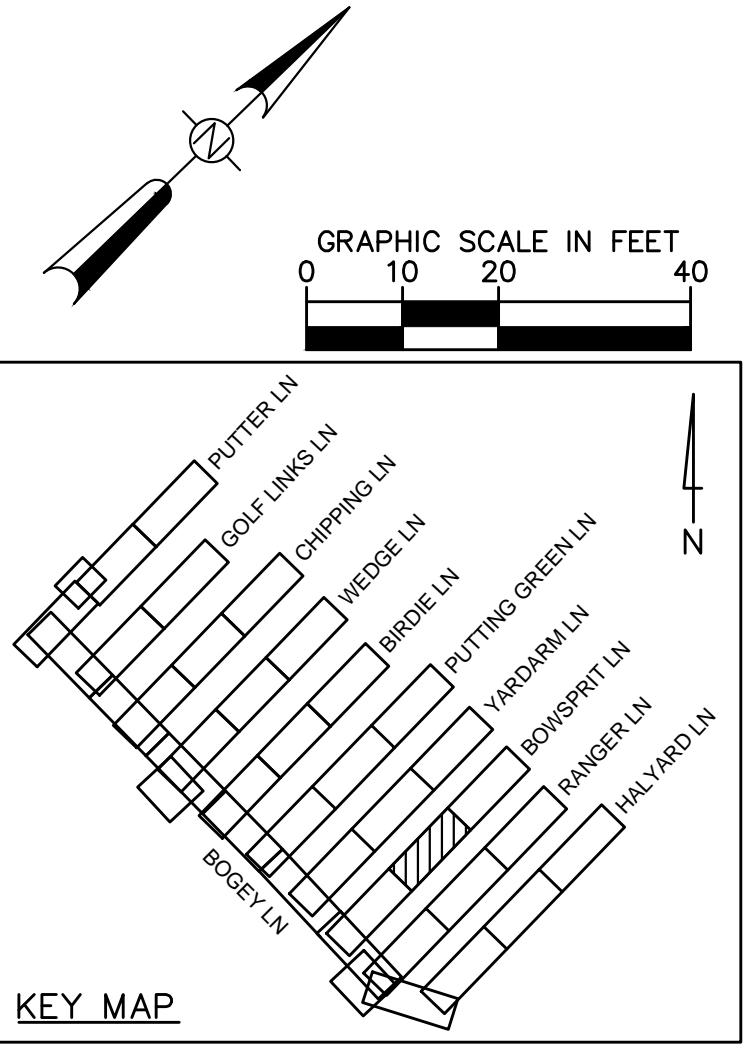 N
GRAPHIC SCALE IN FEET
0 10 20 40
PUTTER LN
GOLF LINKS LN
CHIPPING LN
WEDGE LN
BIRDIE LN
PUTTING GREEN LN
YARDARM LN
BOWSPRIT LN
RANGER LN
HALYARD LN
BOGEY LN
N
KEY MAP